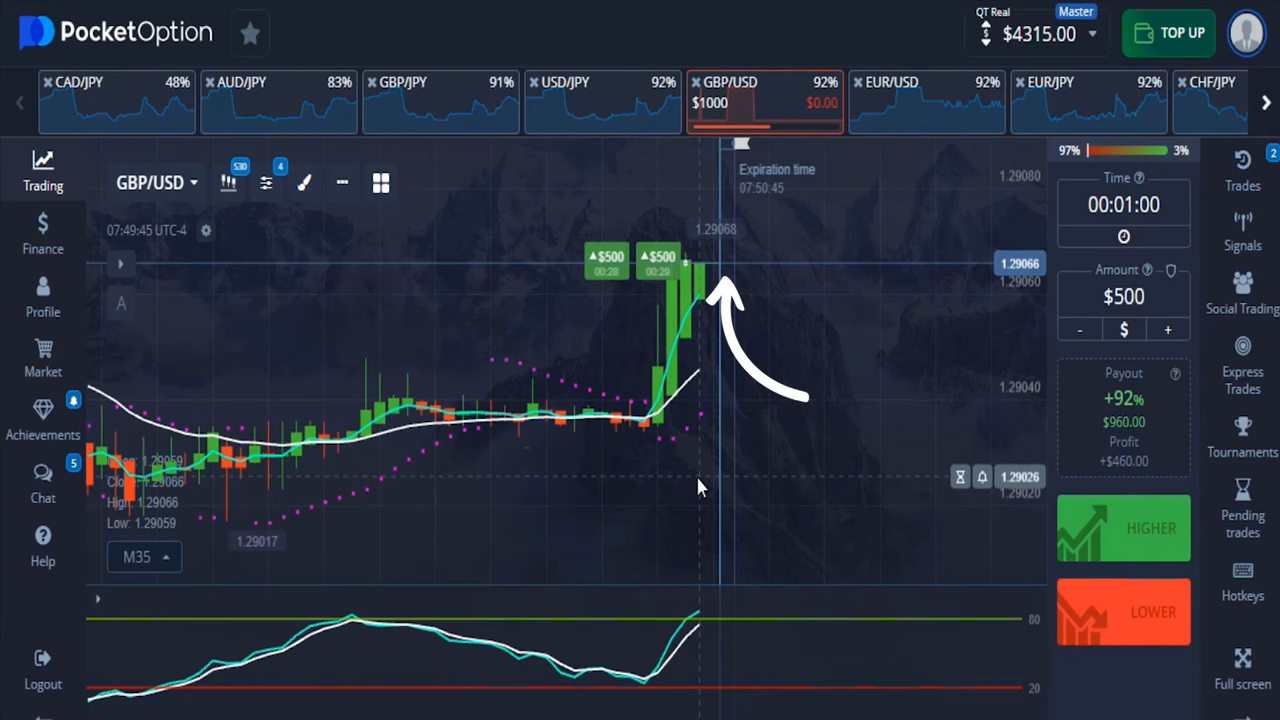 PocketOption
QT Real
Master
$4315.00
TOP UP
CAD/JPY 48%
AUD/JPY 83%
GBP/JPY 91%
USD/JPY 92%
GBP/USD 92%
$1000 $0.00
EUR/USD 92%
EUR/JPY 92%
CHF/JPY
Trading
Finance
Profile
Market
Achievements
5
Chat
Help
Logout
GBP/USD
S30
4
07:49:45 UTC-4
A
Expiration time
07:50:45
1.29068
$500
00:28
$500
00:29
1.29080
1.29066
1.29060
1.29040
1.29026
1.29020
1.29059
Close: 1.29066
High: 1.29066
Low: 1.29059
1.29017
M35
80
20
97% 3%
Time
00:01:00
Amount
$500
- $ +
Payout
+92%
$960.00
Profit
+$460.00
HIGHER
LOWER
2
Trades
Signals
Social Trading
Express
Trades
Tournaments
Pending
trades
Hotkeys
Full screen